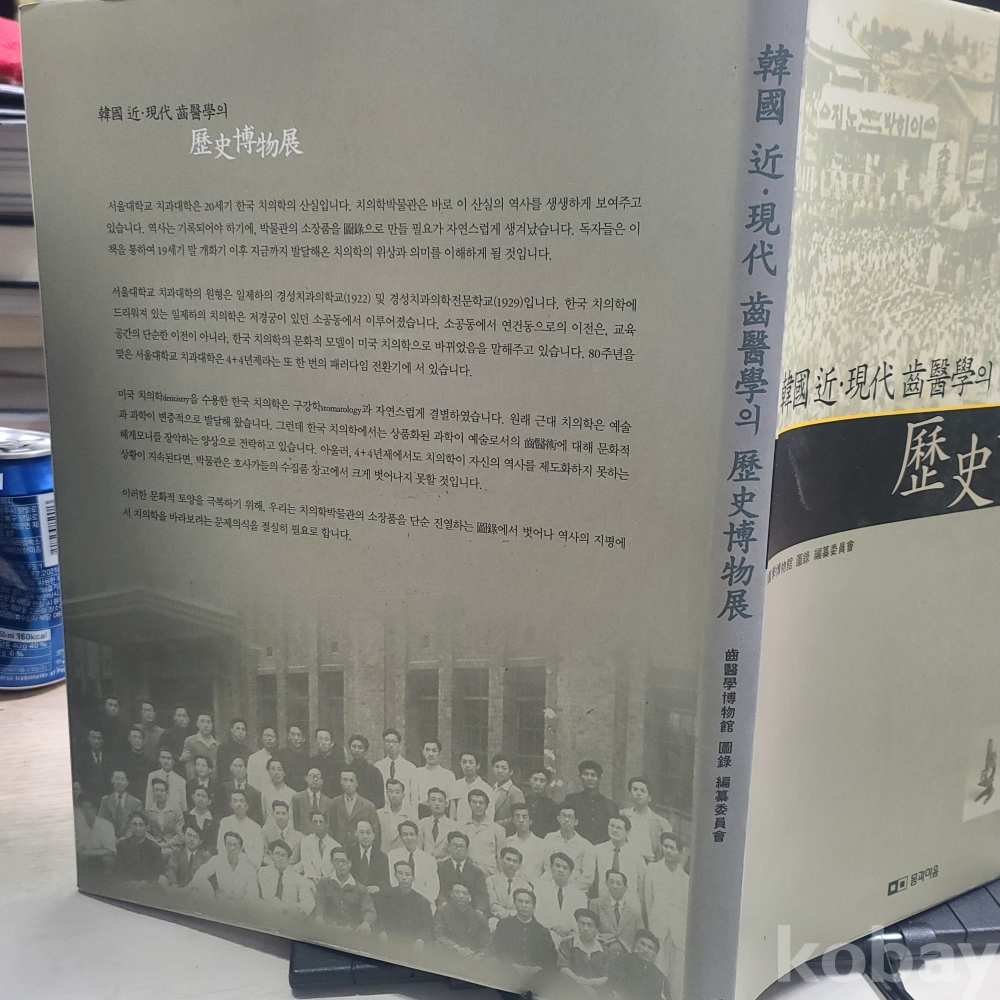 韓國 近·現代 齒醫學의
歷史博物展
서울대학교 치과대학은 20세기 한국 치의학의 산실입니다. 치의학박물관은 바로 이 산실의 역사를 생생하게 보여주고
있습니다. 역사는 기록되어야 하기에, 박물관의 소장품을 圖錄으로 만들 필요가 자연스럽게 생겨났습니다. 독자들은 이
책을 통하여 19세기 말 개화기 이후 지금까지 발달해온 치의학의 위상과 의미를 이해하게 될 것입니다.
서울대학교 치과대학의 원형은 일제하의 경성치과의학교(1922) 및 경성치과의학전문학교(1929)입니다. 한국 치의학에
드리워져 있는 일제하의 치의학은 저경궁이 있던 소공동에서 이루어졌습니다. 소공동에서 연건동으로의 이전은, 교육
공간의 단순한 이전이 아니라, 한국 치의학의 문화적 모델이 미국 치의학으로 바뀌었음을 말해주고 있습니다. 80주년을
맞은 서울대학교 치과대학은 4+4년제라는 또 한 번의 패러다임 전환기에 서 있습니다.
미국 치의학dentistry을 수용한 한국 치의학은 구강학stomatology과 자연스럽게 결별하였습니다. 원래 근대 치의학은 예술
과 과학이 변증적으로 발달해 왔습니다. 그런데 한국 치의학에서는 상품화된 과학이 예술로서의 齒醫術에 대해 문화적
헤게모니를 장악하는 양상으로 전락하고 있습니다. 아울러, 4+4년제에서도 치의학이 자신의 역사를 제도화하지 못하는
상황이 지속된다면, 박물관은 호사가들의 수집품 창고에서 크게 벗어나지 못할 것입니다.
이러한 문화적 토양을 극복하기 위해, 우리는 치의학박물관의 소장품을 단순 진열하는 圖錄에서 벗어나 역사의 지평에
서 치의학을 바라보려는 문제의식을 절실히 필요로 합니다.
韓國 近·現代 齒醫學의 歷史博物展
齒醫學博物館 圖錄 編纂委員會
韓國 近·現代 齒醫學의
歷史
學博物館 圖錄 編纂委員會
몸과마음
160kcal
kobay